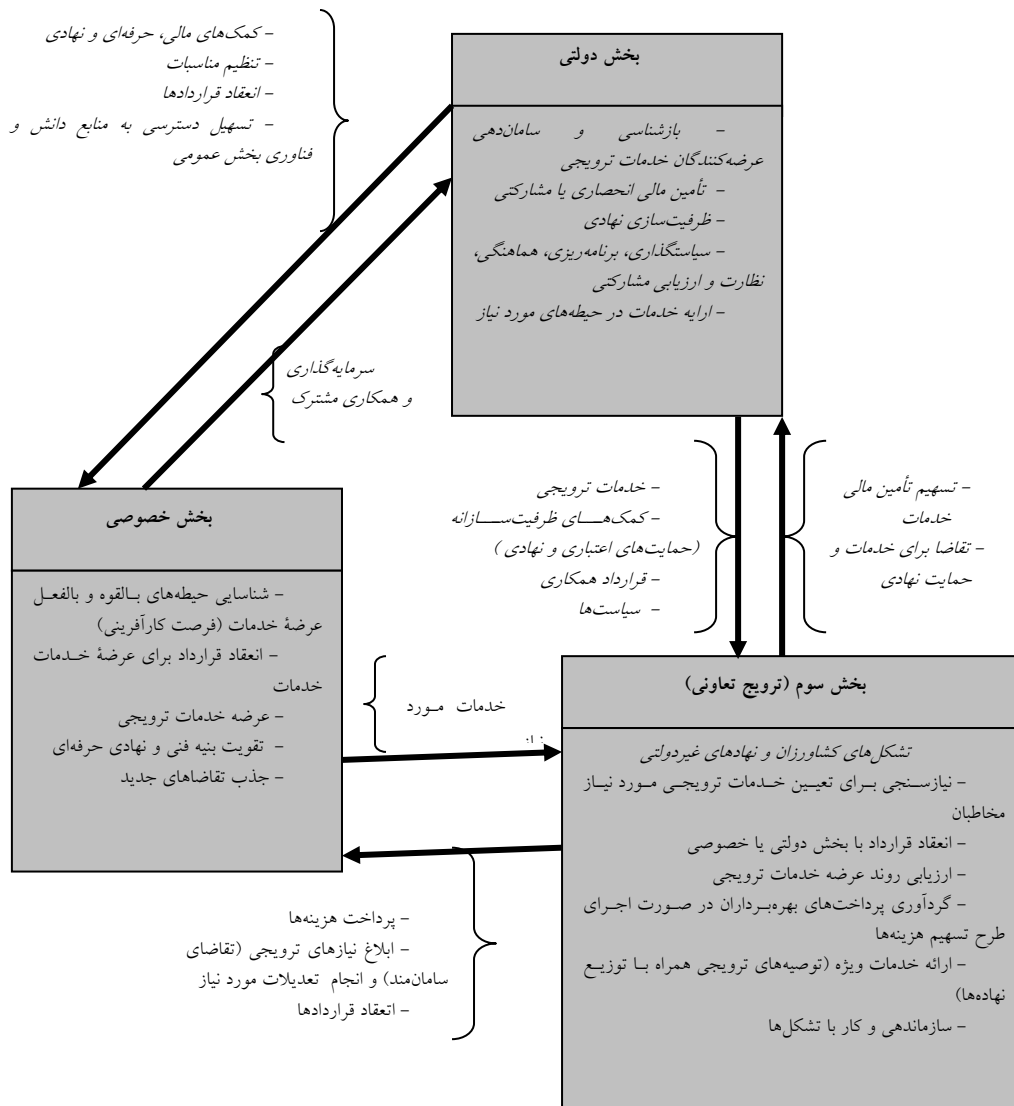 - کمک‌های مالی، حرفه‌ای و نهادی
- تنظیم مناسبات
- انعقاد قراردادها
- تسهیل دسترسی به منابع دانش و
فناوری بخش عمومی
بخش دولتی
- بازشناسی و سامان‌دهی
عرضه‌کنندگان خدمات ترویجی
- تأمین مالی انحصاری یا مشارکتی
- ظرفیت‌سازی نهادی
- سیاستگذاری، برنامه‌ریزی، هماهنگی،
نظارت و ارزیابی مشارکتی
- ارایه خدمات در حیطه‌های مورد نیاز
سرمایه‌گذاری
و همکاری مشترک
- خدمات ترویجی
- کمک‌های ظرفیت‌سازانه
(حمایت‌های اعتباری و نهادی )
- قرارداد همکاری
- سیاست‌ها
- تسهیم تأمین مالی
خدمات
- تقاضا برای خدمات و
حمایت نهادی
بخش خصوصی
- شناسایی حیطه‌های بالقوه و بالفعل
عرضهٔ خدمات (فرصت کارآفرینی)
- انعقاد قرارداد برای عرضهٔ خدمات
خدمات
- عرضه خدمات ترویجی
- تقویت بنیه فنی و نهادی حرفه‌ای
- جذب تقاضاهای جدید
خدمات مورد
بخش سوم (ترویج تعاونی)
تشکل‌های کشاورزان و نهادهای غیردولتی
- نیازسنجی برای تعیین خدمات ترویجی مورد نیاز
مخاطبان
- انعقاد قرارداد با بخش دولتی یا خصوصی
- ارزیابی روند عرضه خدمات ترویجی
- گردآوری پرداخت‌های بهره‌برداران در صورت اجرای
طرح تسهیم هزینه‌ها
- ارائه خدمات ویژه (توصیه‌های ترویجی همراه با توزیع
نهاده‌ها)
- سازماندهی و کار با تشکل‌ها
- پرداخت هزینه‌ها
- ابلاغ نیازهای ترویجی (تقاضای
سامان‌مند) و انجام تعدیلات مورد نیاز
- اتعقاد قراردادها